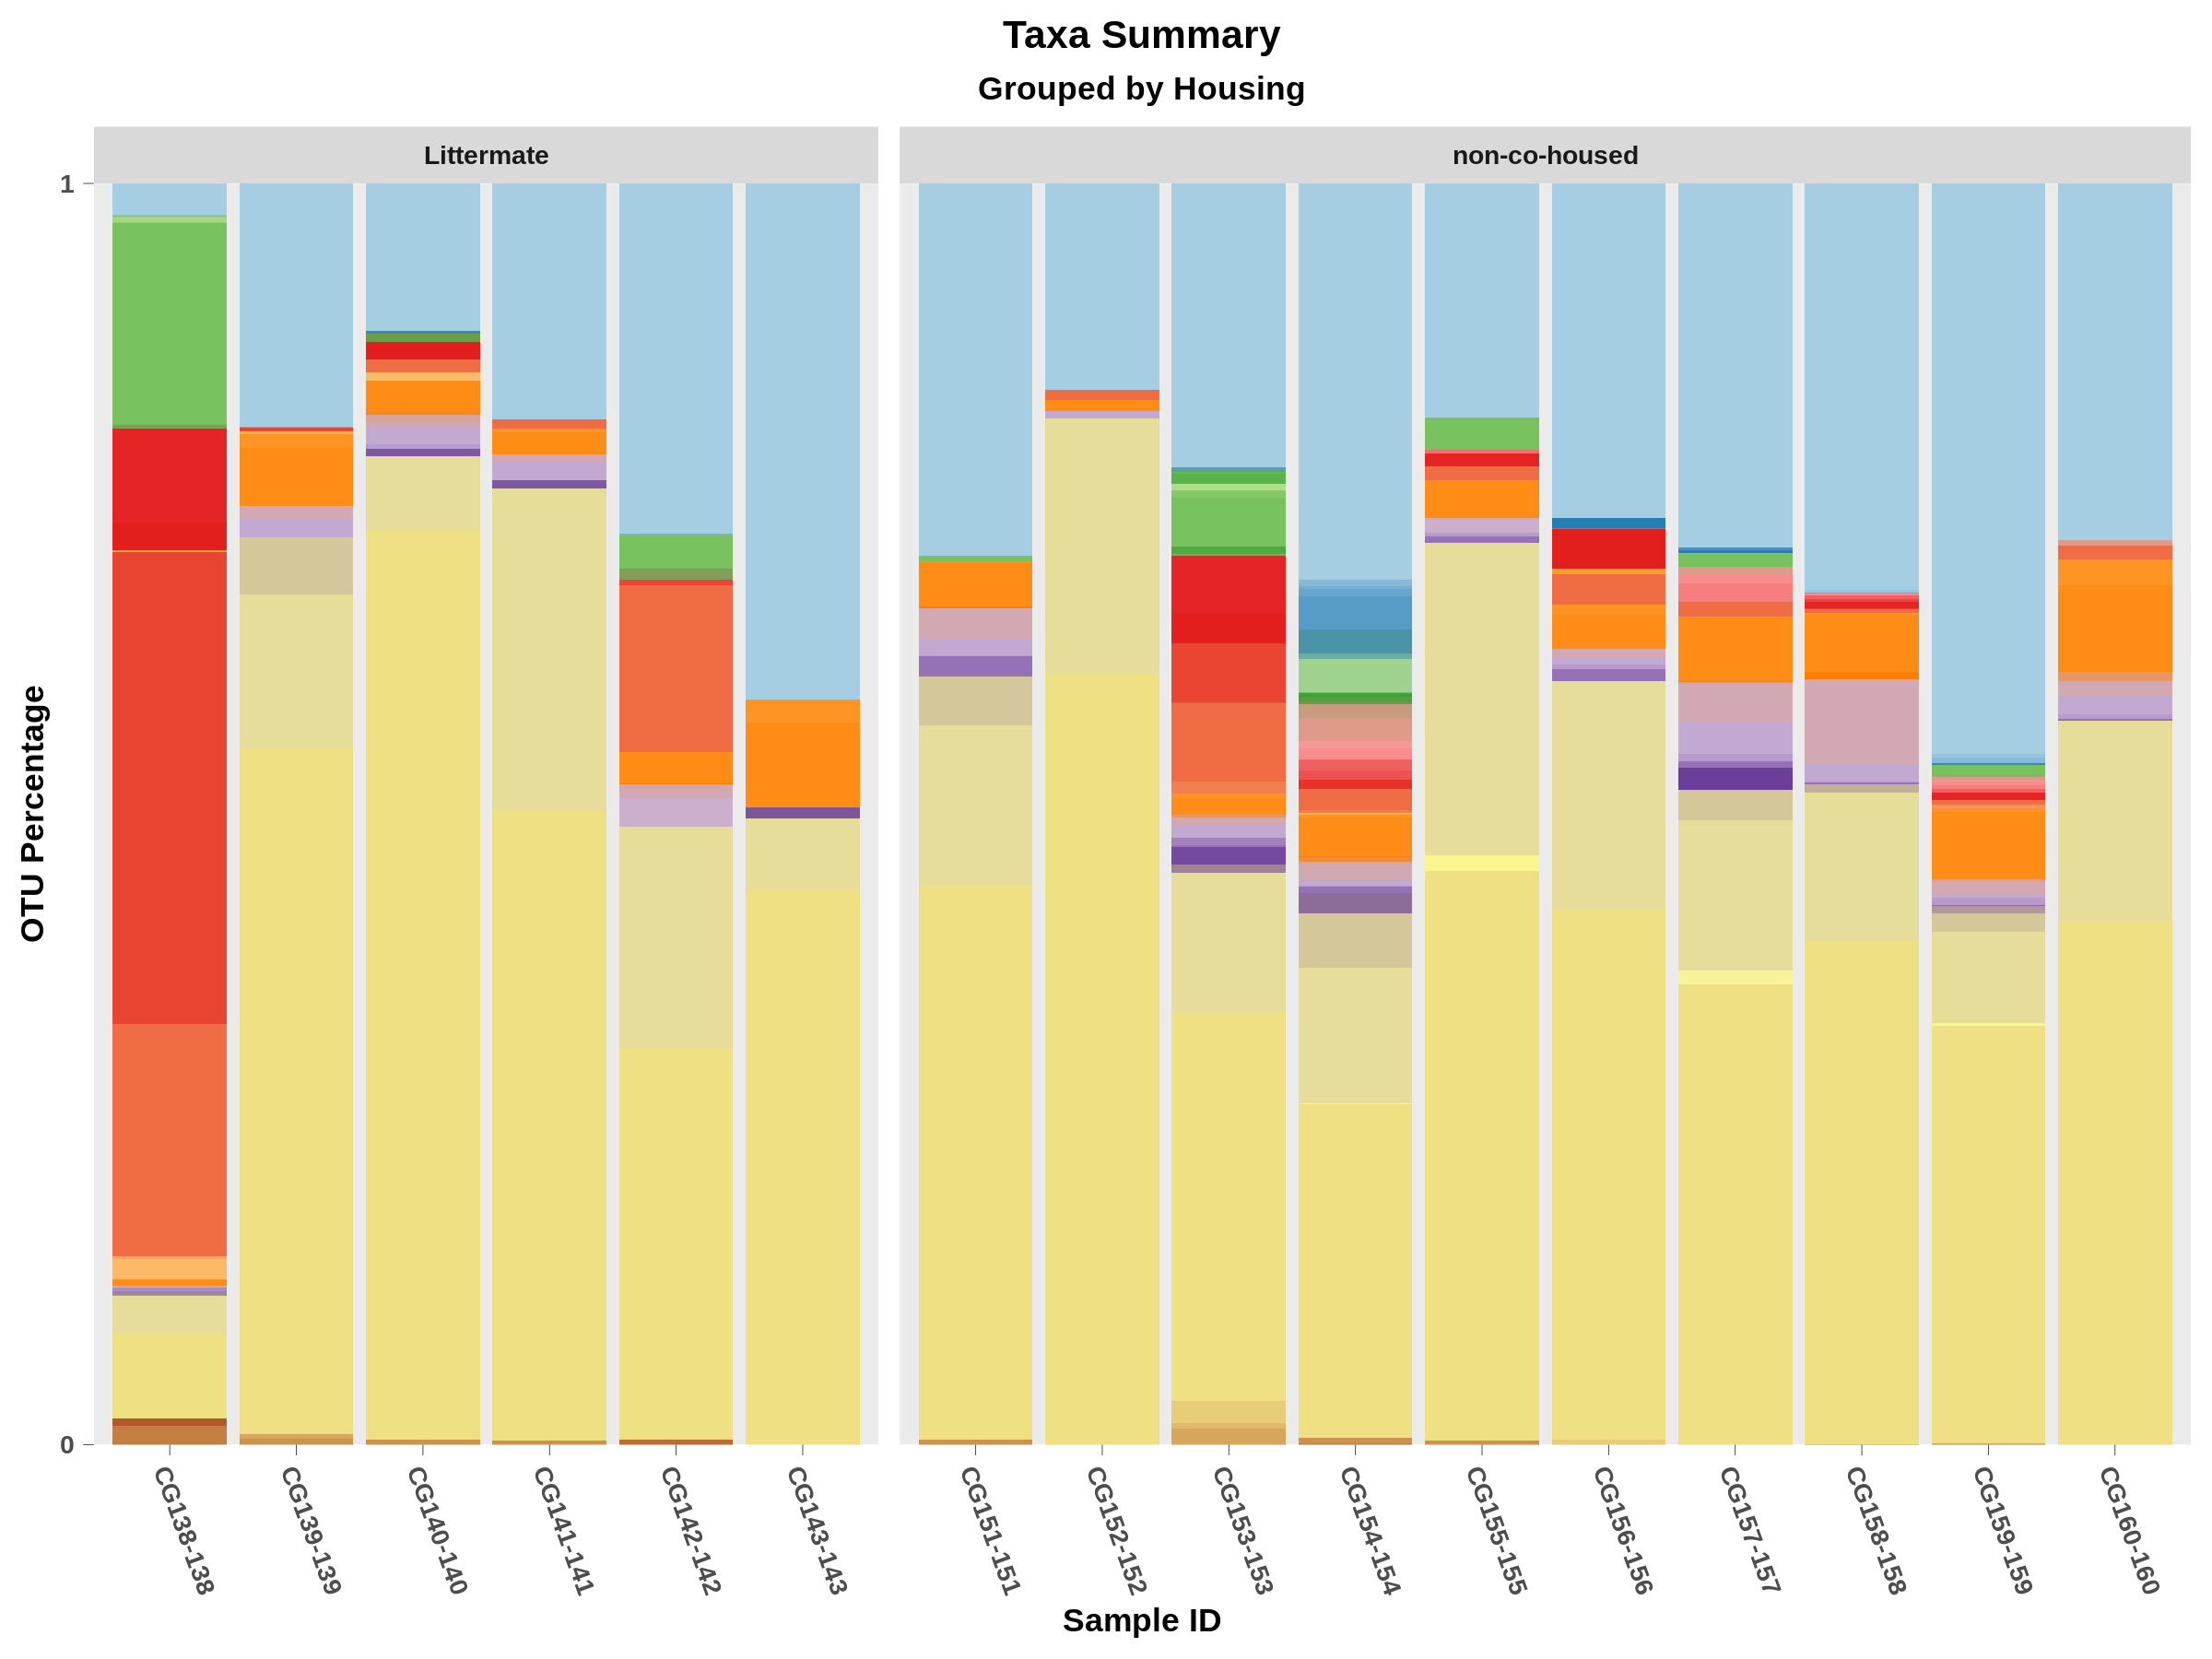 Taxa Summary
Grouped by Housing
Littermate
non-co-housed
1
0
OTU Percentage
CG138-138
CG139-139
CG140-140
CG141-141
CG142-142
CG143-143
CG151-151
CG152-152
CG153-153
CG154-154
CG155-155
CG156-156
CG157-157
CG158-158
CG159-159
CG160-160
Sample ID